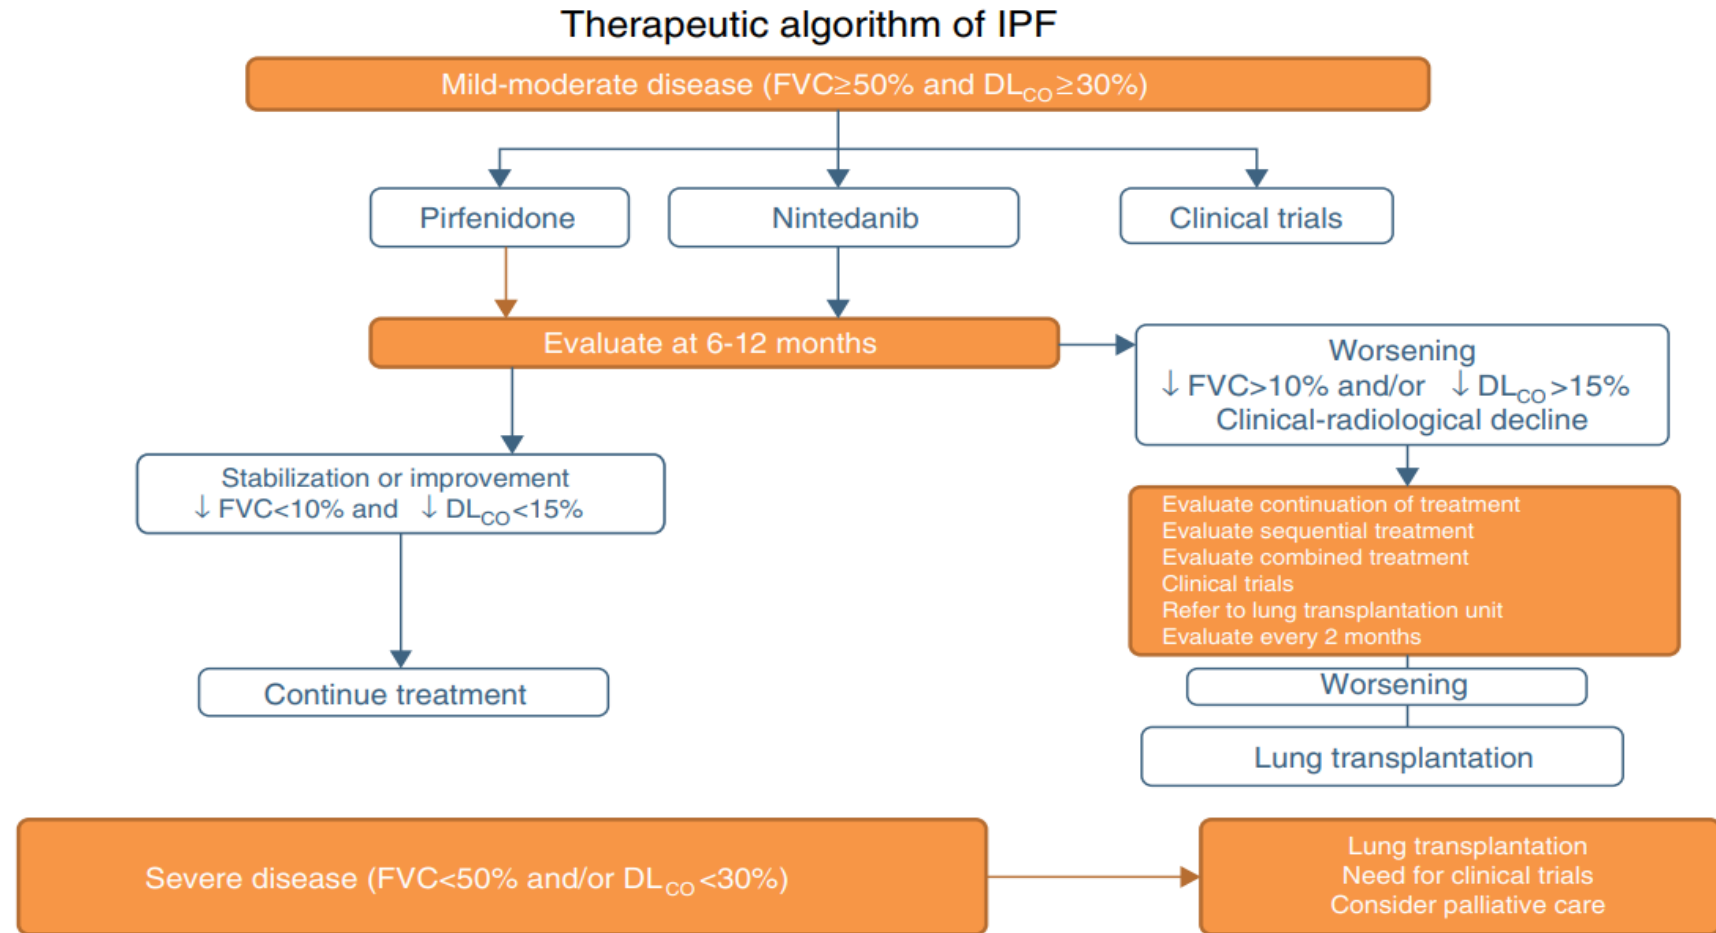 Therapeutic algorithm of IPF
Mild-moderate disease (FVC≥50% and DLCO≥30%)
Pirfenidone
Nintedanib
Clinical trials
Evaluate at 6-12 months
Worsening
↓ FVC>10% and/or ↓ DLCO>15%
Clinical-radiological decline
Stabilization or improvement
↓ FVC<10% and ↓ DLCO<15%
Evaluate continuation of treatment
Evaluate sequential treatment
Evaluate combined treatment
Clinical trials
Refer to lung transplantation unit
Evaluate every 2 months
Continue treatment
Worsening
Lung transplantation
Severe disease (FVC<50% and/or DLCO<30%)
Lung transplantation
Need for clinical trials
Consider palliative care